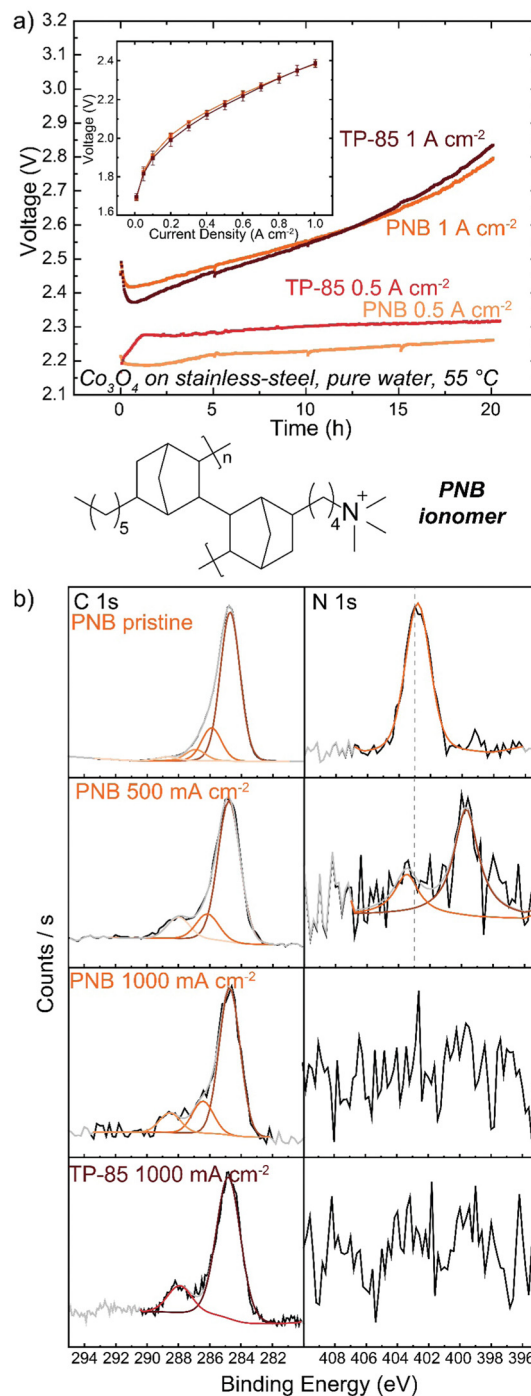 a)
3.2
3.1
3.0
2.9
2.8
2.7
2.6
2.5
2.4
2.3
2.2
2.1
Voltage (V)
2.4
2.2
2.0
1.8
1.6
Voltage (V)
0.0 0.2 0.4 0.6 0.8 1.0
Current Density (A cm-2)
TP-85 1 A cm-2
PNB 1 A cm-2
TP-85 0.5 A cm-2
PNB 0.5 A cm-2
Co3O4 on stainless-steel, pure water, 55 °C
0 5 10 15 20
Time (h)
n
5
4
N+
PNB
ionomer
b)
C 1s
N 1s
PNB pristine
PNB 500 mA cm-2
PNB 1000 mA cm-2
TP-85 1000 mA cm-2
Counts / s
294 292 290 288 286 284 282
408 406 404 402 400 398 396
Binding Energy (eV)